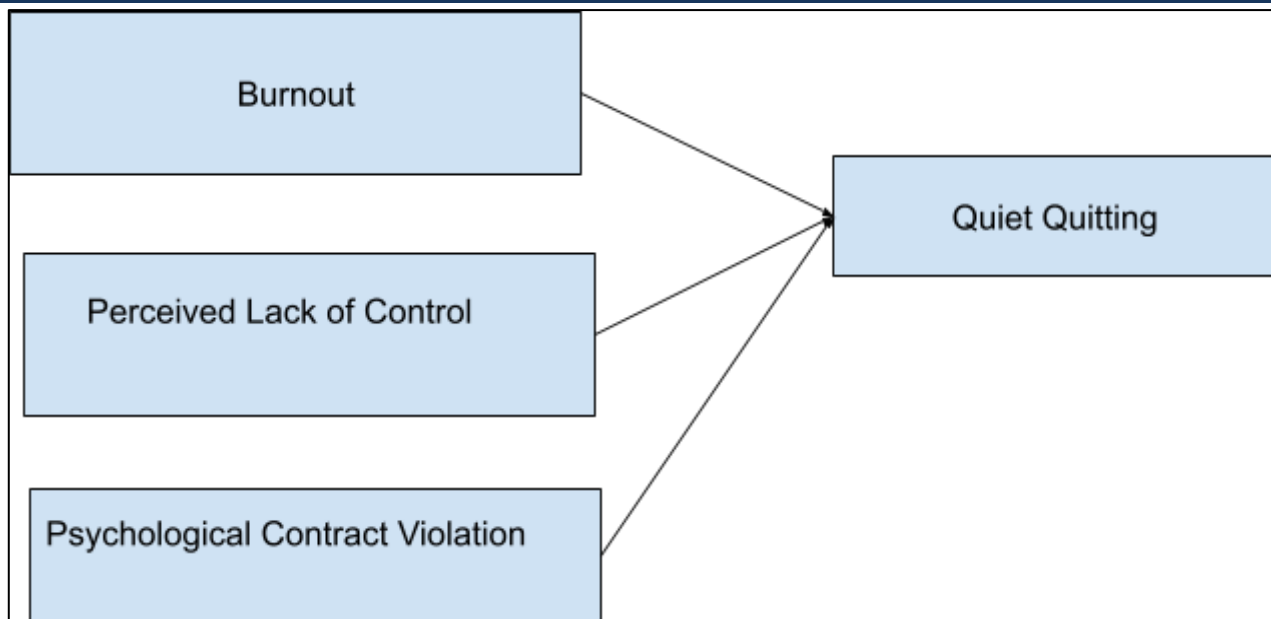 Burnout
Quiet Quitting
Perceived Lack of Control
Psychological Contract Violation